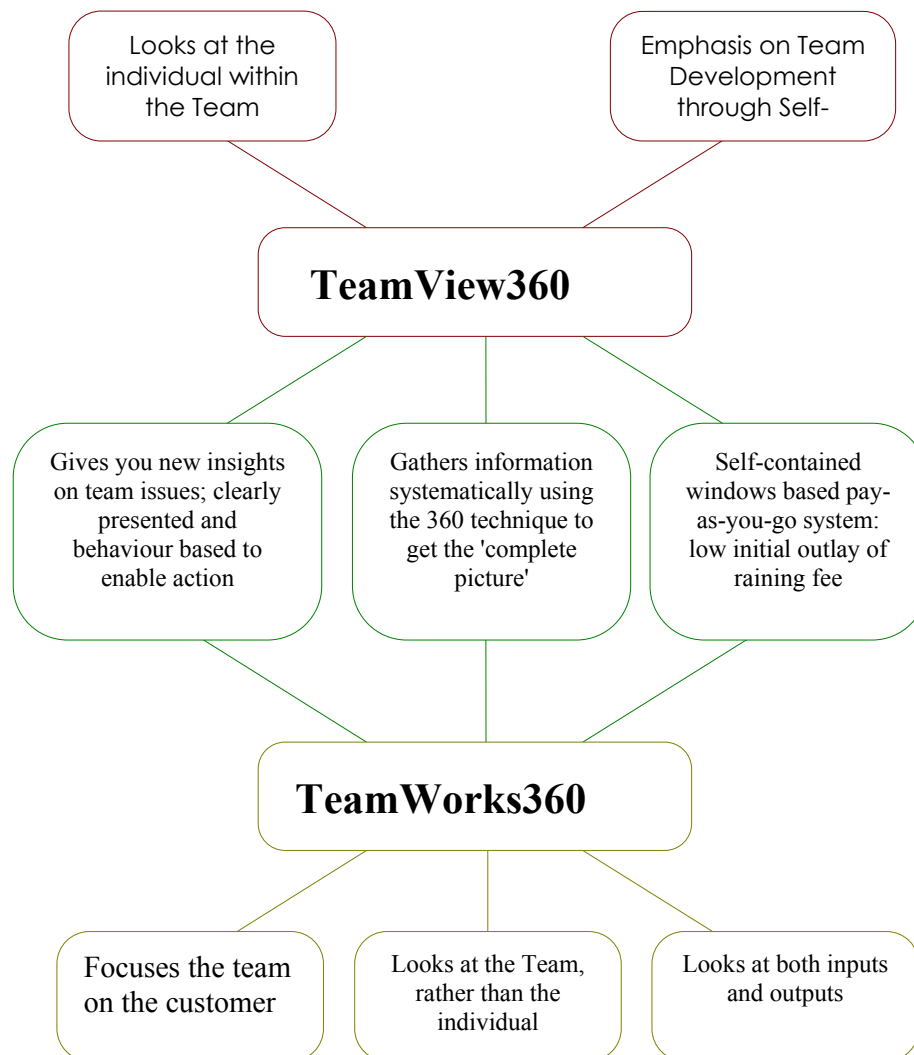 Looks at the
individual within
the Team
Emphasis on Team
Development
through Self-
TeamView360
Gives you new insights
on team issues; clearly
presented and
behaviour based to
enable action
Gathers information
systematically using
the 360 technique to
get the 'complete
picture'
Self-contained
windows based pay-
as-you-go system:
low initial outlay of
raining fee
TeamWorks360
Focuses the team
on the customer
Looks at the Team,
rather than the
individual
Looks at both inputs
and outputs